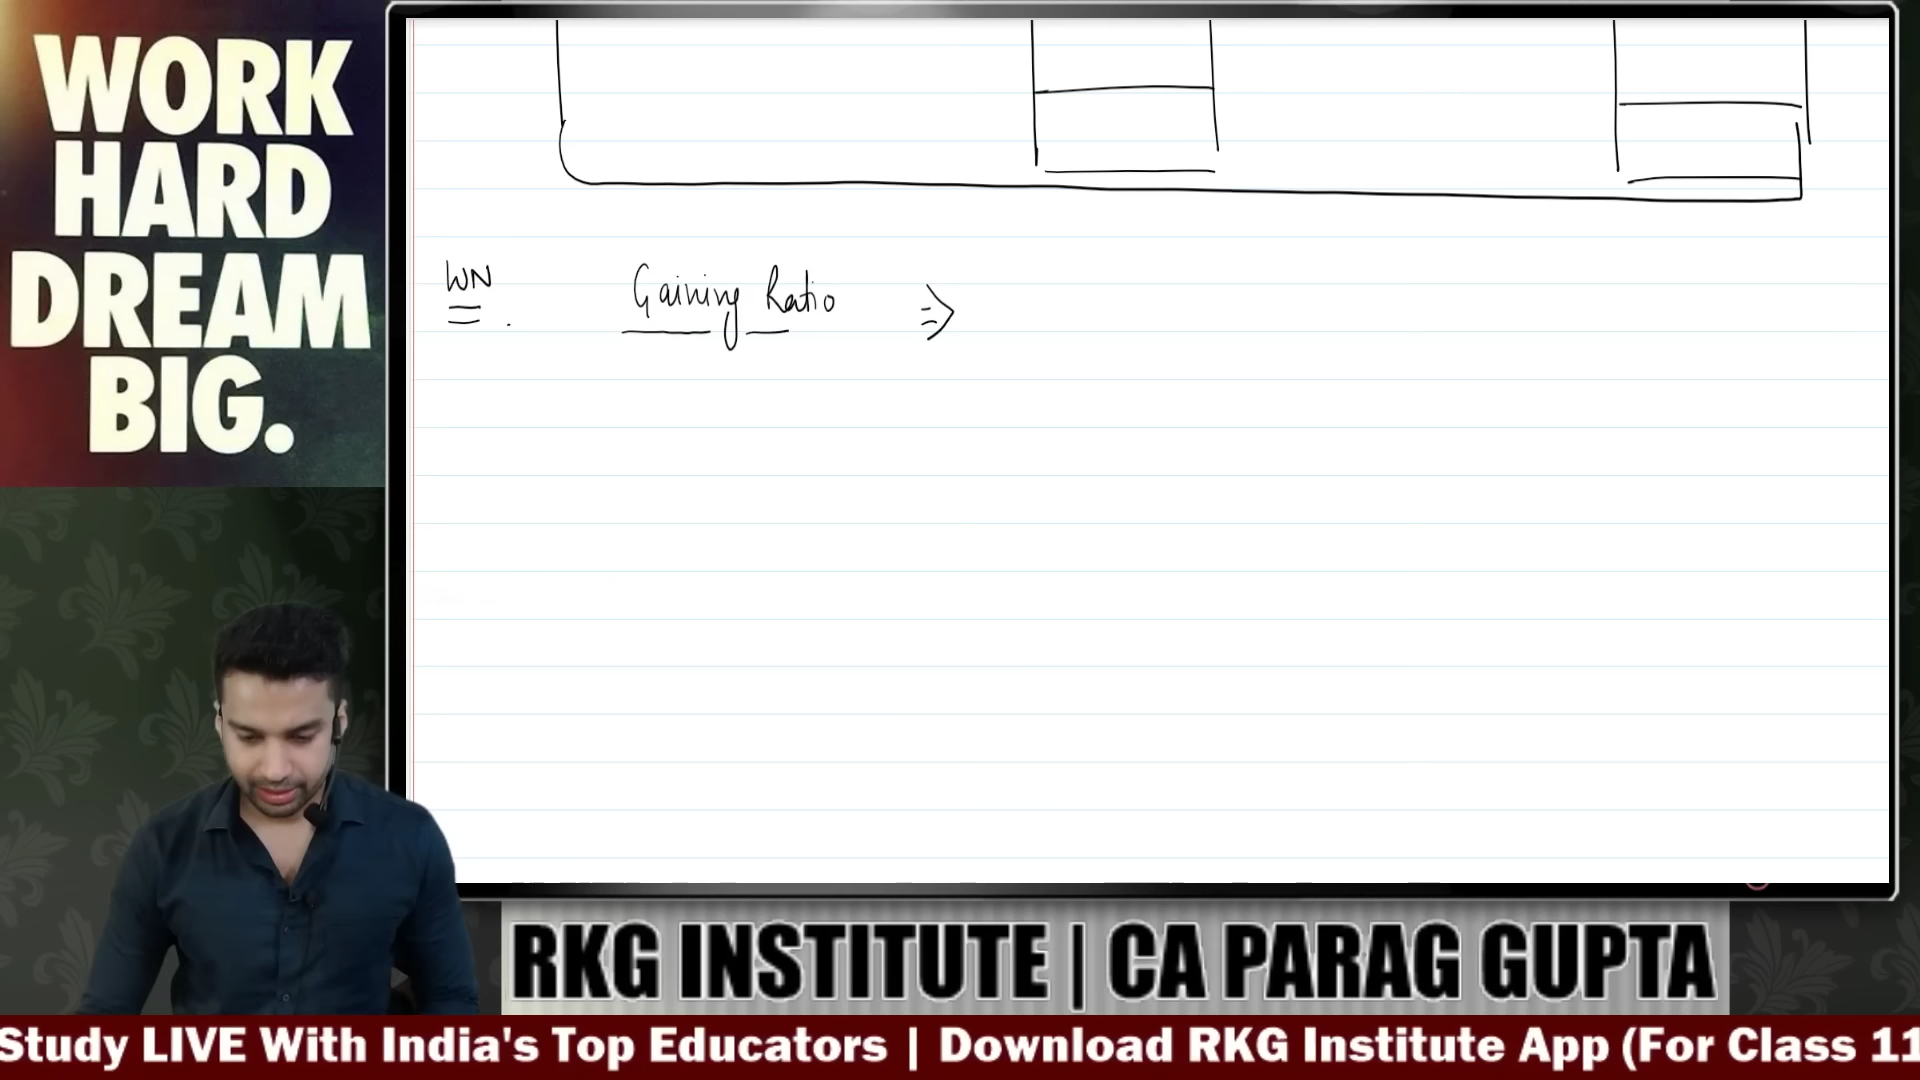 WORK
HARD
DREAM
BIG.
WN Gaining Ratio ⇒
RKG INSTITUTE | CA PARAG GUPTA
Study LIVE With India's Top Educators | Download RKG Institute App (For Class 11